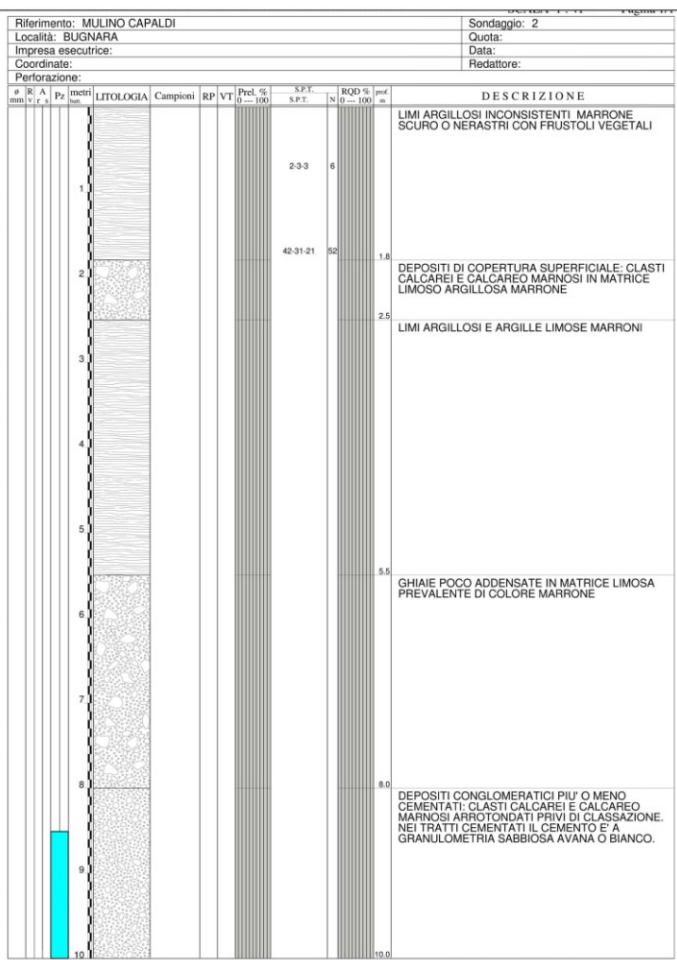 Riferimento: MULINO CAPALDI
Sondaggio: 2
Località: BUGNARA
Quota:
Impresa esecutrice:
Data:
Coordinate:
Redattore:
Perforazione:
ø mm R v A r s Pz metri batt. LITOLOGIA Campioni RP VT Prel. % 0 --- 100 S.P.T. S.P.T. N RQD % 0 --- 100 prof. m DESCRIZIONE
LIMI ARGILLOSI INCONSISTENTI MARRONE
SCURO O NERASTRI CON FRUSTOLI VEGETALI
2-3-3 6
1
42-31-21 52
1.8
DEPOSITI DI COPERTURA SUPERFICIALE: CLASTI
CALCAREI E CALCAREO MARNOSI IN MATRICE
LIMOSO ARGILLOSA MARRONE
2
2.5
LIMI ARGILLOSI E ARGILLE LIMOSE MARRONI
3
4
5
5.5
GHIAIE POCO ADDENSATE IN MATRICE LIMOSA
PREVALENTE DI COLORE MARRONE
6
7
8
8.0
DEPOSITI CONGLOMERATICI PIU' O MENO
CEMENTATI: CLASTI CALCAREI E CALCAREO
MARNOSI ARROTONDATI PRIVI DI CLASSAZIONE.
NEI TRATTI CEMENTATI IL CEMENTO E' A
GRANULOMETRIA SABBIOSA AVANA O BIANCO.
9
10
10.0